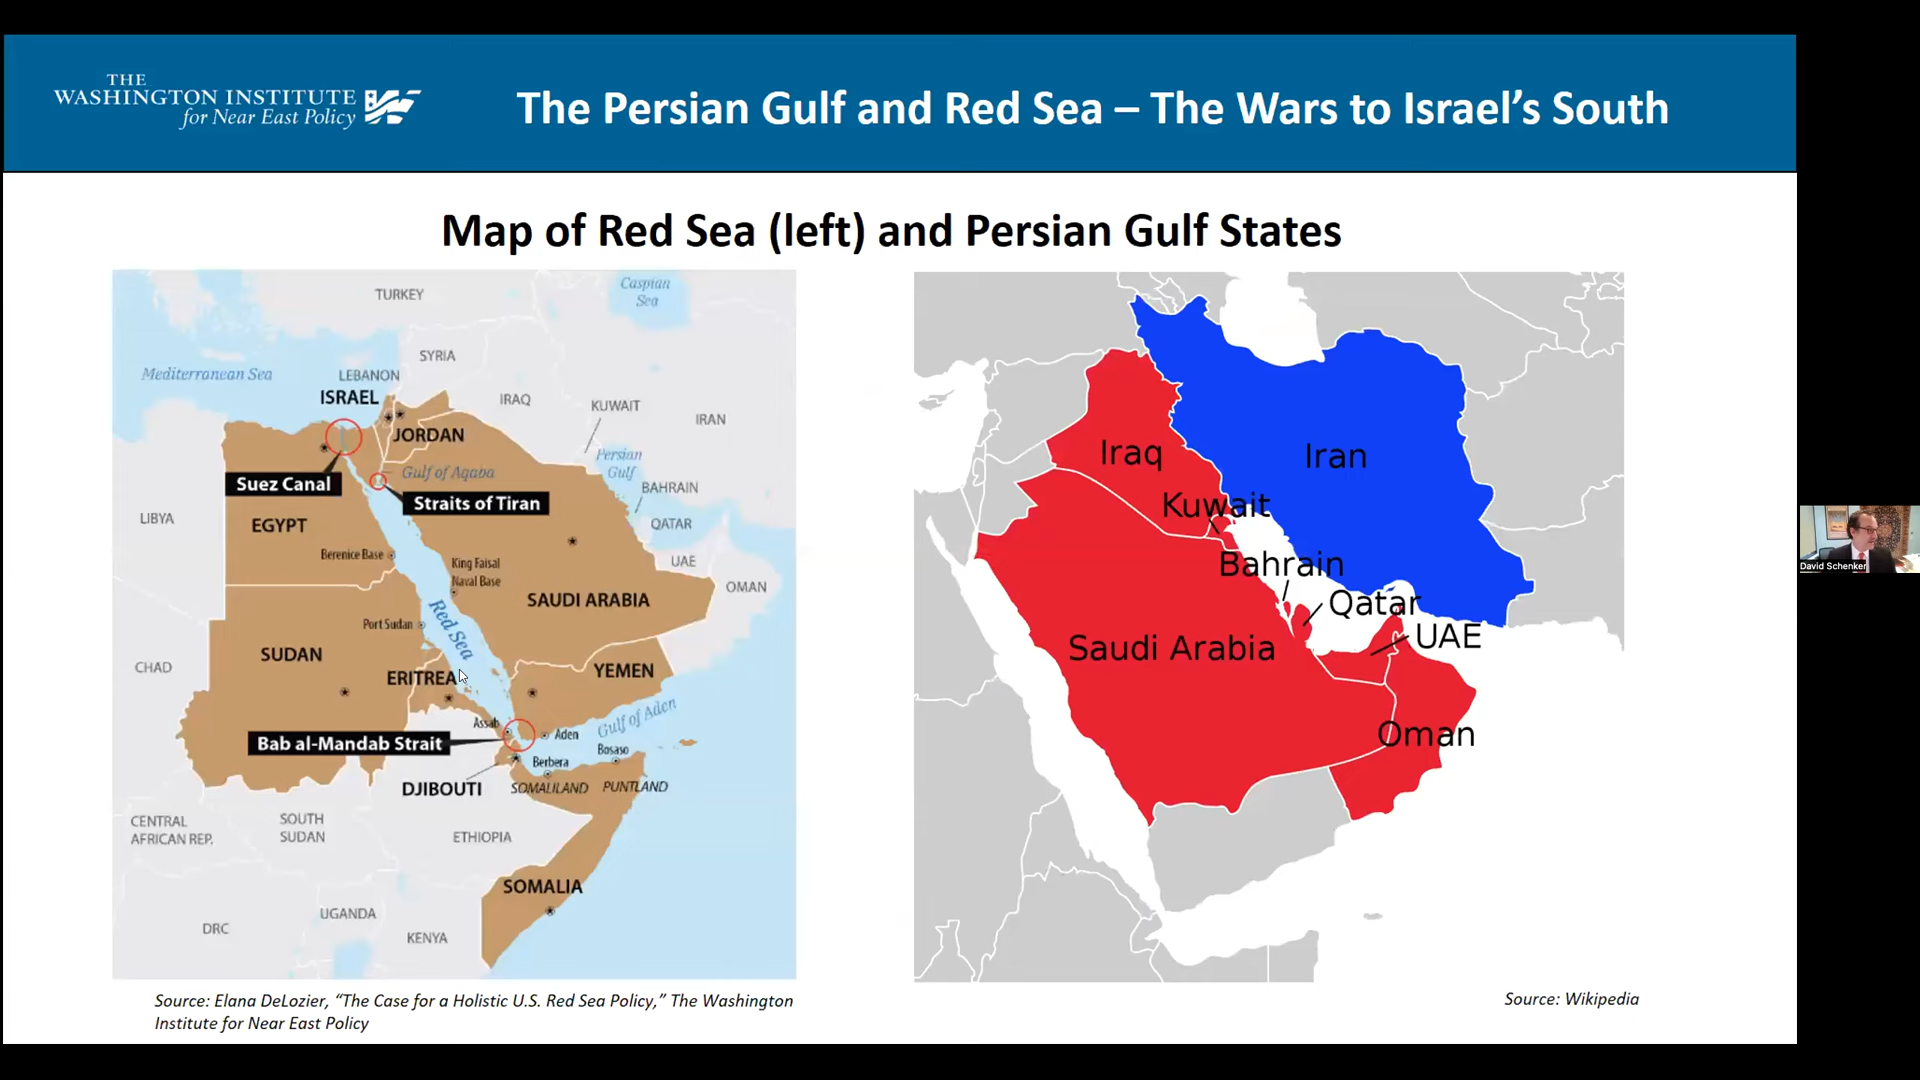 THE
WASHINGTON INSTITUTE
for Near East Policy
The Persian Gulf and Red Sea – The Wars to Israel’s South
Map of Red Sea (left) and Persian Gulf States
Caspian
Sea
TURKEY
SYRIA
Mediterranean Sea
LEBANON
ISRAEL
IRAQ
KUWAIT
IRAN
JORDAN
Persian
Gulf
Gulf of Aqaba
Suez Canal
BAHRAIN
Straits of Tiran
LIBYA
EGYPT
QATAR
Berenice Base
King Faisal
Naval Base
UAE
OMAN
SAUDI ARABIA
Red Sea
Port Sudan
SUDAN
CHAD
ERITREA
YEMEN
Assab
Gulf of Aden
Aden
Bab al-Mandab Strait
Bosaso
Berbera
DJIBOUTI
SOMALILAND
PUNTLAND
CENTRAL
AFRICAN REP.
SOUTH
SUDAN
ETHIOPIA
SOMALIA
UGANDA
DRC
KENYA
Iraq
Iran
Kuwait
Bahrain
Qatar
UAE
Saudi Arabia
Oman
David Schenker
Source: Elana DeLozier, “The Case for a Holistic U.S. Red Sea Policy,” The Washington
Institute for Near East Policy
Source: Wikipedia